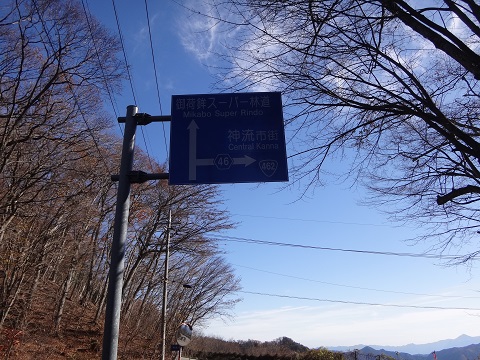 御荷鉾スーパー林道
Mikabo Super Rindo
神流市街
Central Kanna
46
462